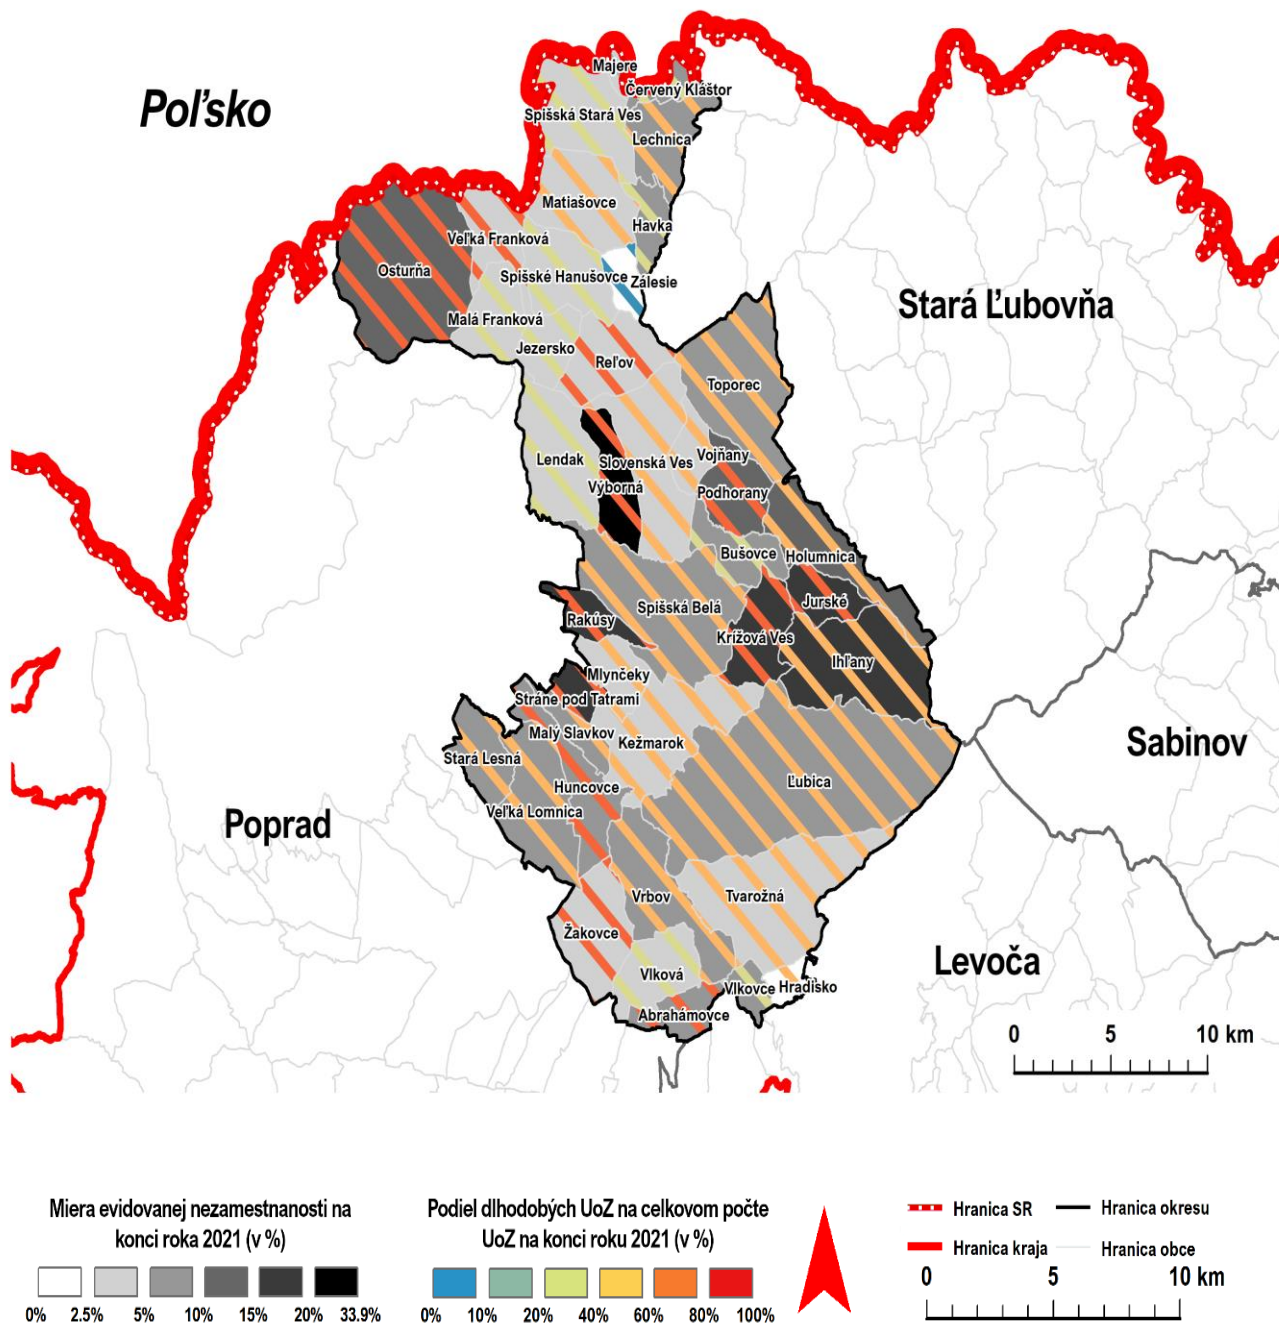 Poľsko
Majere
Červený Kláštor
Spišská Stará Ves
Lechnica
Matiašovce
Havka
Veľká Franková
Osturňa
Spišské Hanušovce
Zálesie
Stará Ľubovňa
Malá Franková
Jezersko
Reľov
Toporec
Vojňany
Lendak
Slovenská Ves
Výborná
Podhorany
Bušovce
Holumnica
Jurské
Spišská Belá
Rakúsy
Krížová Ves
Ihľany
Mlynčeky
Stráne pod Tatrami
Malý Slavkov
Kežmarok
Sabinov
Stará Lesná
Ľubica
Huncovce
Veľká Lomnica
Poprad
Vrbov
Tvarožná
Žakovce
Levoča
Vlková
Vlkovce
Hradisko
Abrahámovce
0 5 10 km
Miera evidovanej nezamestnanosti na
konci roka 2021 (v %)
0% 2.5% 5% 10% 15% 20% 33.9%
Podiel dlhodobých UoZ na celkovom počte
UoZ na konci roku 2021 (v %)
0% 10% 20% 40% 60% 80% 100%
Hranica SR
Hranica okresu
Hranica kraja
Hranica obce
0 5 10 km